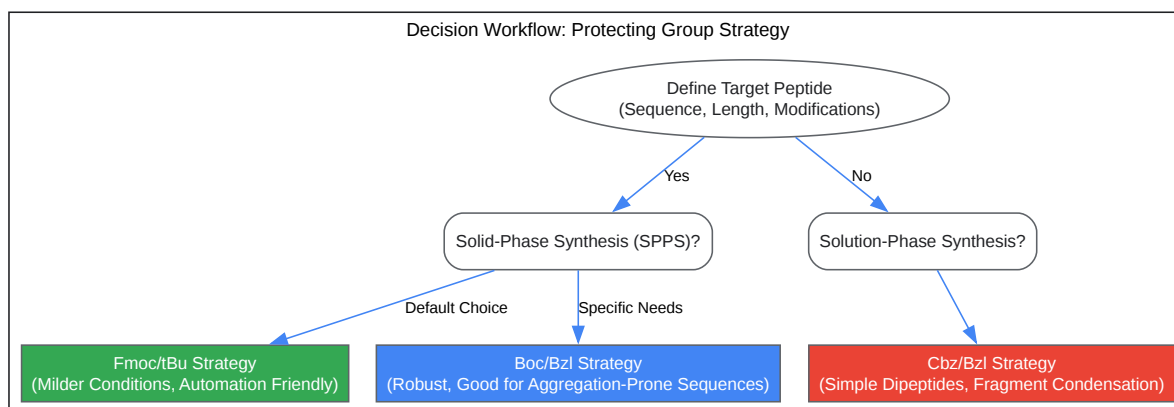 Decision Workflow: Protecting Group Strategy
Define Target Peptide
(Sequence, Length, Modifications)
Yes
No
Solid-Phase Synthesis (SPPS)?
Solution-Phase Synthesis?
Default Choice
Specific Needs
Fmoc/tBu Strategy
(Milder Conditions, Automation Friendly)
Boc/Bzl Strategy
(Robust, Good for Aggregation-Prone Sequences)
Cbz/Bzl Strategy
(Simple Dipeptides, Fragment Condensation)